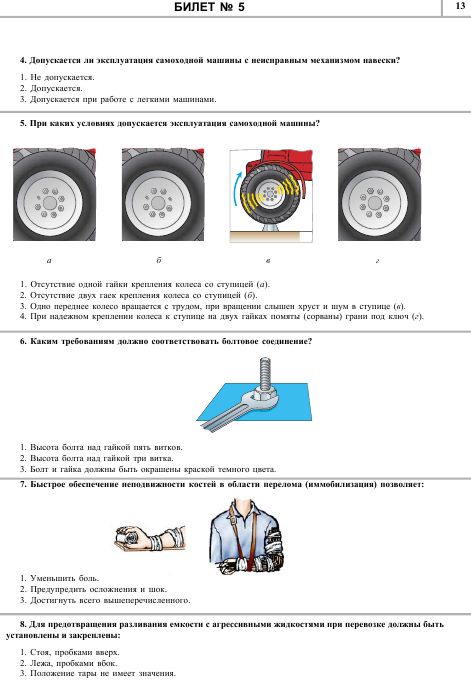 БИЛЕТ № 5
13
4. Допускается ли эксплуатация самоходной машины с неисправным механизмом навески?
1. Не допускается.
2. Допускается.
3. Допускается при работе с легкими машинами.
5. При каких условиях допускается эксплуатация самоходной машины?
а б в г
1. Отсутствие одной гайки крепления колеса со ступицей (а).
2. Отсутствие двух гаек крепления колеса со ступицей (б).
3. Одно переднее колесо вращается с трудом, при вращении слышен хруст и шум в ступице (в).
4. При надежном креплении колеса к ступице на двух гайках помяты (сорваны) грани под ключ (г).
6. Каким требованиям должно соответствовать болтовое соединение?
1. Высота болта над гайкой пять витков.
2. Высота болта над гайкой три витка.
3. Болт и гайка должны быть окрашены краской темного цвета.
7. Быстрое обеспечение неподвижности костей в области перелома (иммобилизация) позволяет:
1. Уменьшить боль.
2. Предупредить осложнения и шок.
3. Достигнуть всего вышеперечисленного.
8. Для предотвращения разливания емкости с агрессивными жидкостями при перевозке должны быть
установлены и закреплены:
1. Стоя, пробками вверх.
2. Лежа, пробками вбок.
3. Положение тары не имеет значения.